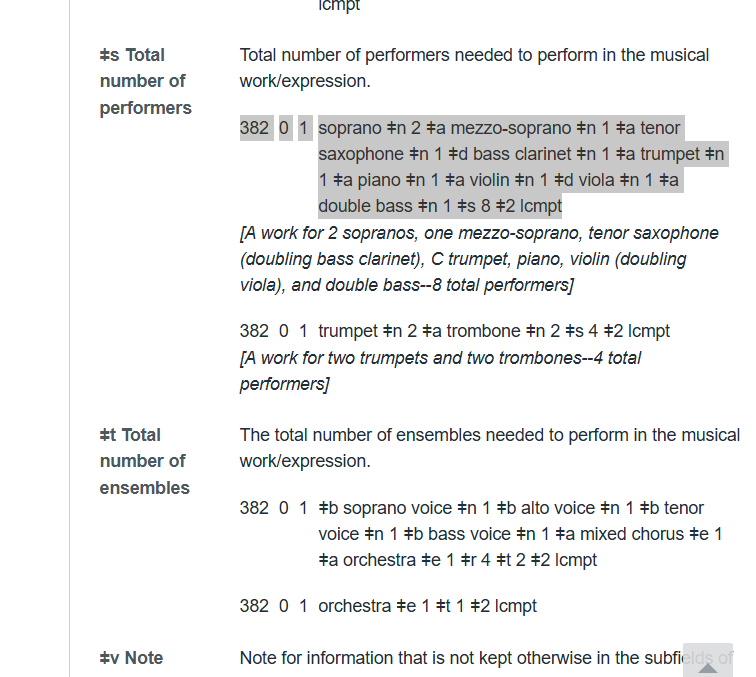 lcmpt
ǂs Total
number of
performers
Total number of performers needed to perform in the musical
work/expression.
382 0 1 soprano ǂn 2 ǂa mezzo-soprano ǂn 1 ǂa tenor
saxophone ǂn 1 ǂd bass clarinet ǂn 1 ǂa trumpet ǂn
1 ǂa piano ǂn 1 ǂa violin ǂn 1 ǂd viola ǂn 1 ǂa
double bass ǂn 1 ǂs 8 ǂ2 lcmpt
[A work for 2 sopranos, one mezzo-soprano, tenor saxophone
(doubling bass clarinet), C trumpet, piano, violin (doubling
viola), and double bass--8 total performers]
382 0 1 trumpet ǂn 2 ǂa trombone ǂn 2 ǂs 4 ǂ2 lcmpt
[A work for two trumpets and two trombones--4 total
performers]
ǂt Total
number of
ensembles
The total number of ensembles needed to perform in the musical
work/expression.
382 0 1 ǂb soprano voice ǂn 1 ǂb alto voice ǂn 1 ǂb tenor
voice ǂn 1 ǂb bass voice ǂn 1 ǂa mixed chorus ǂe 1
ǂa orchestra ǂe 1 ǂr 4 ǂt 2 ǂ2 lcmpt
382 0 1 orchestra ǂe 1 ǂt 1 ǂ2 lcmpt
ǂv Note
Note for information that is not kept otherwise in the subfields of